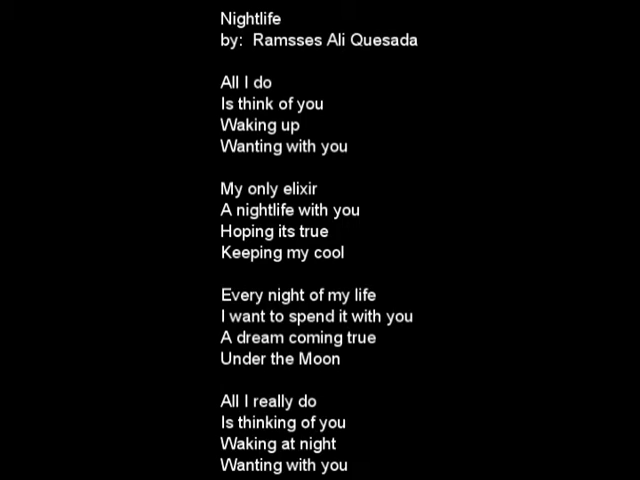 Nightlife
by:  Ramsses Ali Quesada

All I do
Is think of you
Waking up
Wanting with you

My only elixir
A nightlife with you
Hoping its true
Keeping my cool

Every night of my life
I want to spend it with you
A dream coming true
Under the Moon

All I really do
Is thinking of you
Waking at night
Wanting with you